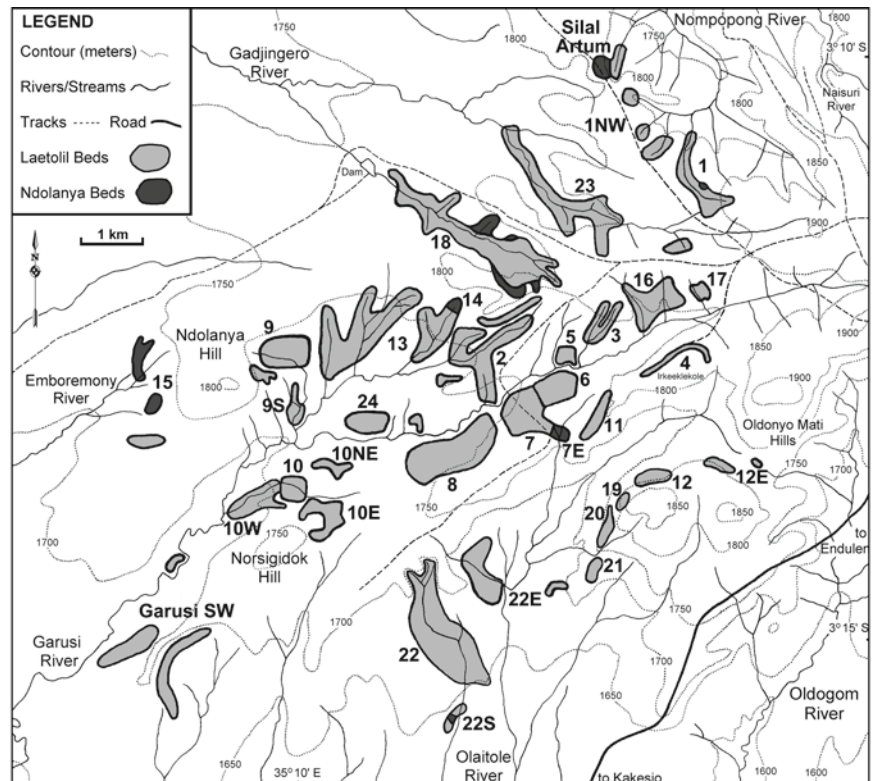 LEGEND
Contour (meters)
Rivers/Streams
Tracks Road
Laetolil Beds
Ndolanya Beds
1 km
N
Silal
Artum
Nompopong River
1800
1750
1800
3° 10' S
Gadjingero
River
1800
1800
1800
Naisuri
River
1NW
1
1850
1900
23
Dam
18
1800
1750
16
17
14
3
5
13
2
9
Ndolanya
Hill
1800
Emboremony
River
15
9S
24
4
Irkeeklekole
1850
1900
1900
6
11
1800
Oldonyo Mati
Hills
7
7E
8
1750
10NE
10
10W
10E
1750
Norsigidok
Hill
1700
12
12E
1750
1700
19
20
1850
1850
1800
21
to
Endulen
22E
22
1700
1750
Garusi SW
Garusi
River
3° 15' S
1700
1650
Oldogom
River
22S
1650
35° 10' E
Olaitole
River
to Kakesio
1600
1600